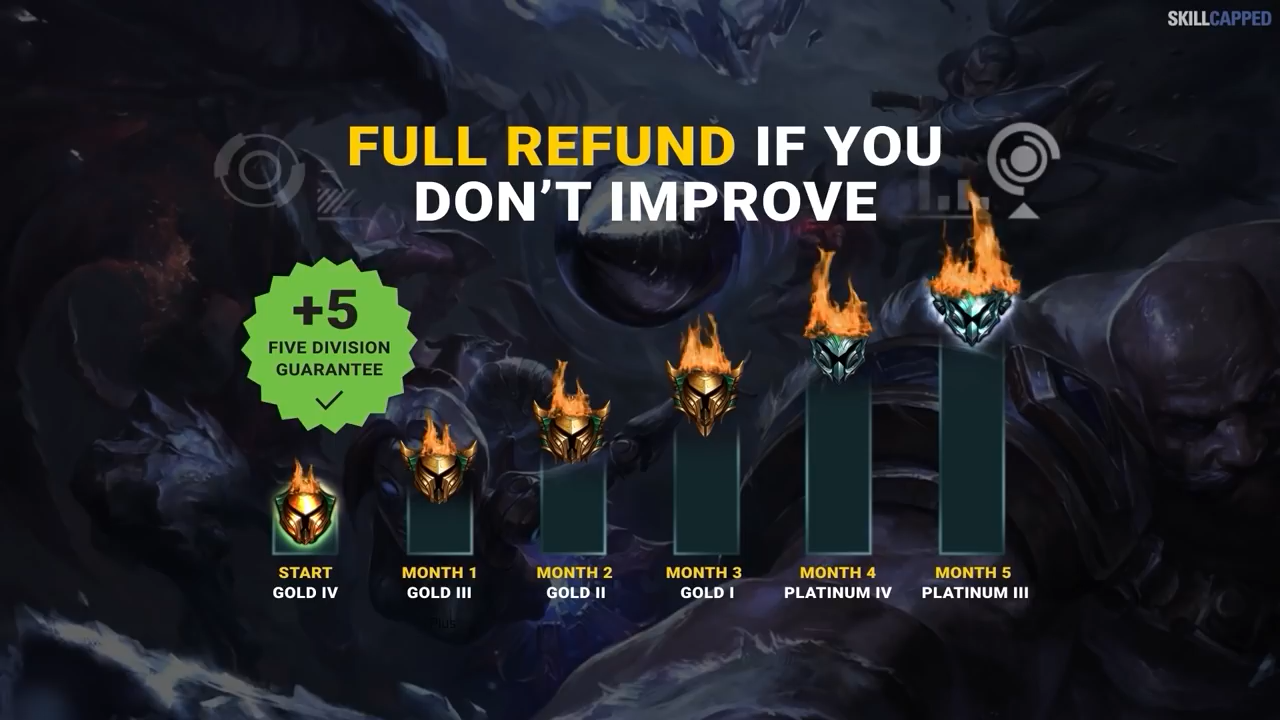 SKILLCAPPED
FULL REFUND IF YOU
DON'T IMPROVE
+5
FIVE DIVISION
GUARANTEE
START
GOLD IV
MONTH 1
GOLD III
MONTH 2
GOLD II
MONTH 3
GOLD I
MONTH 4
PLATINUM IV
MONTH 5
PLATINUM III
Plus